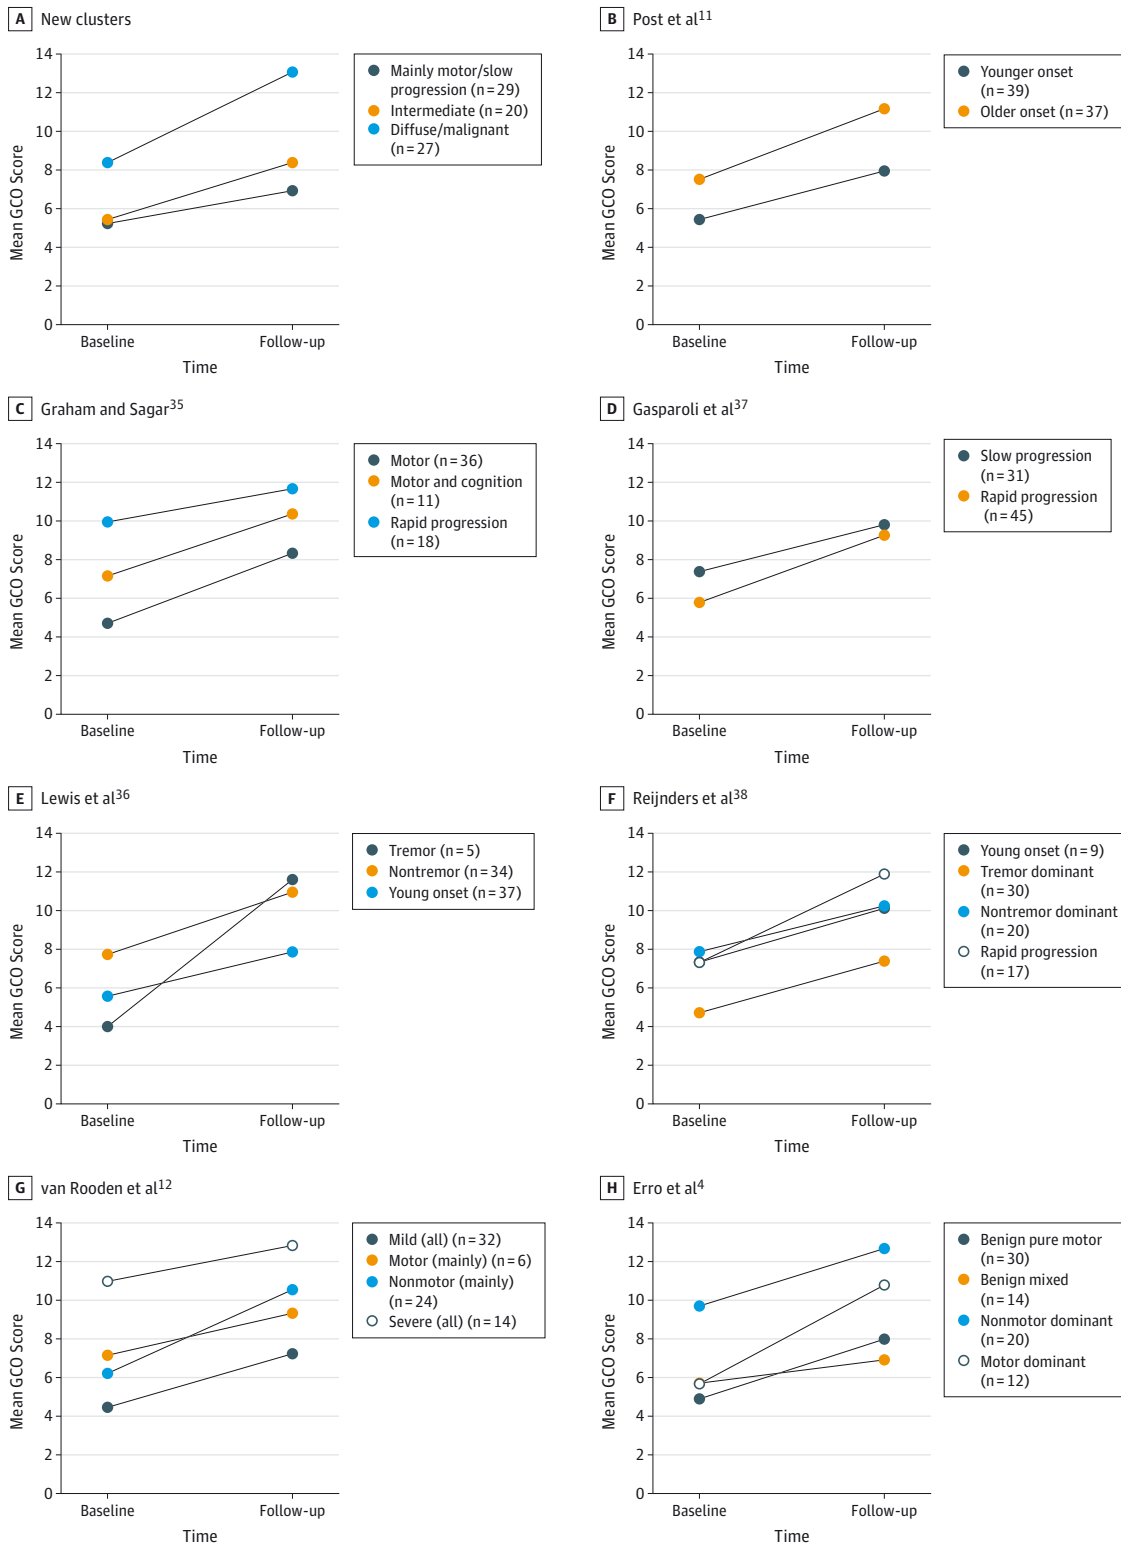 A New clusters
14
12
10
8
6
4
2
0
Mean GCO Score
Baseline
Follow-up
Time
Mainly motor/slow
progression (n=29)
Intermediate (n=20)
Diffuse/malignant
(n=27)
B Post et al11
14
12
10
8
6
4
2
0
Mean GCO Score
Baseline
Follow-up
Time
Younger onset
(n=39)
Older onset (n=37)
C Graham and Sagar35
14
12
10
8
6
4
2
0
Mean GCO Score
Baseline
Follow-up
Time
Motor (n=36)
Motor and cognition
(n=11)
Rapid progression
(n=18)
D Gasparoli et al37
14
12
10
8
6
4
2
0
Mean GCO Score
Baseline
Follow-up
Time
Slow progression
(n=31)
Rapid progression
(n=45)
E Lewis et al36
14
12
10
8
6
4
2
0
Mean GCO Score
Baseline
Follow-up
Time
Tremor (n=5)
Nontremor (n=34)
Young onset (n=37)
F Reijnders et al38
14
12
10
8
6
4
2
0
Mean GCO Score
Baseline
Follow-up
Time
Young onset (n=9)
Tremor dominant
(n=30)
Nontremor dominant
(n=20)
Rapid progression
(n=17)
G van Rooden et al12
14
12
10
8
6
4
2
0
Mean GCO Score
Baseline
Follow-up
Time
Mild (all) (n=32)
Motor (mainly) (n=6)
Nonmotor (mainly)
(n=24)
Severe (all) (n=14)
H Erro et al4
14
12
10
8
6
4
2
0
Mean GCO Score
Baseline
Follow-up
Time
Benign pure motor
(n=30)
Benign mixed
(n=14)
Nonmotor dominant
(n=20)
Motor dominant
(n=12)